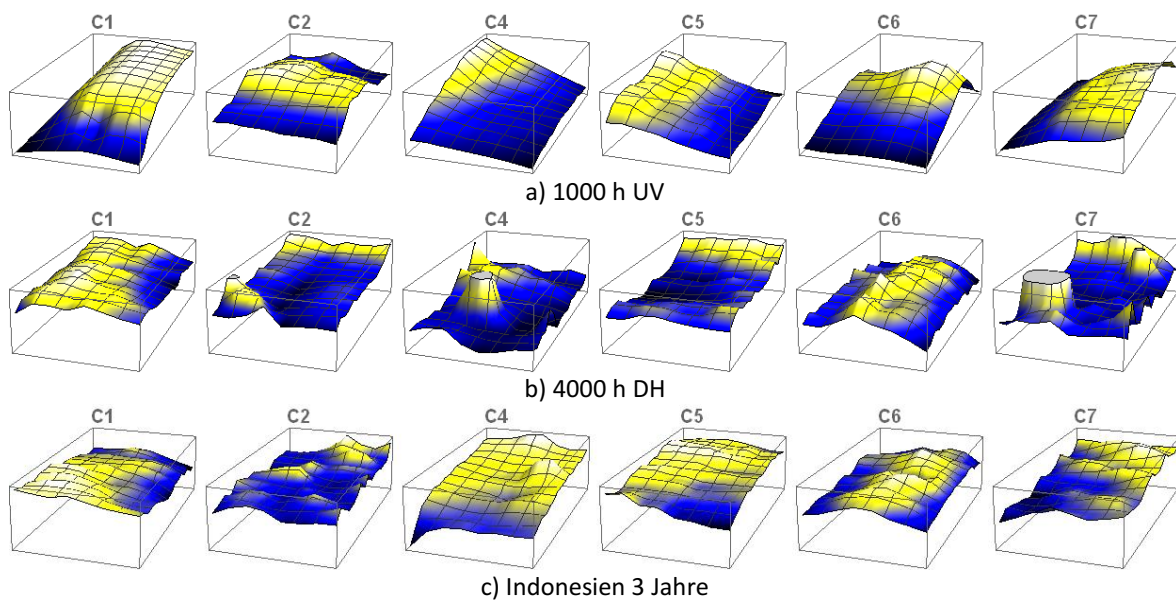 C1 C2 C4 C5 C6 C7
a) 1000 h UV
C1 C2 C4 C5 C6 C7
b) 4000 h DH
C1 C2 C4 C5 C6 C7
c) Indonesien 3 Jahre